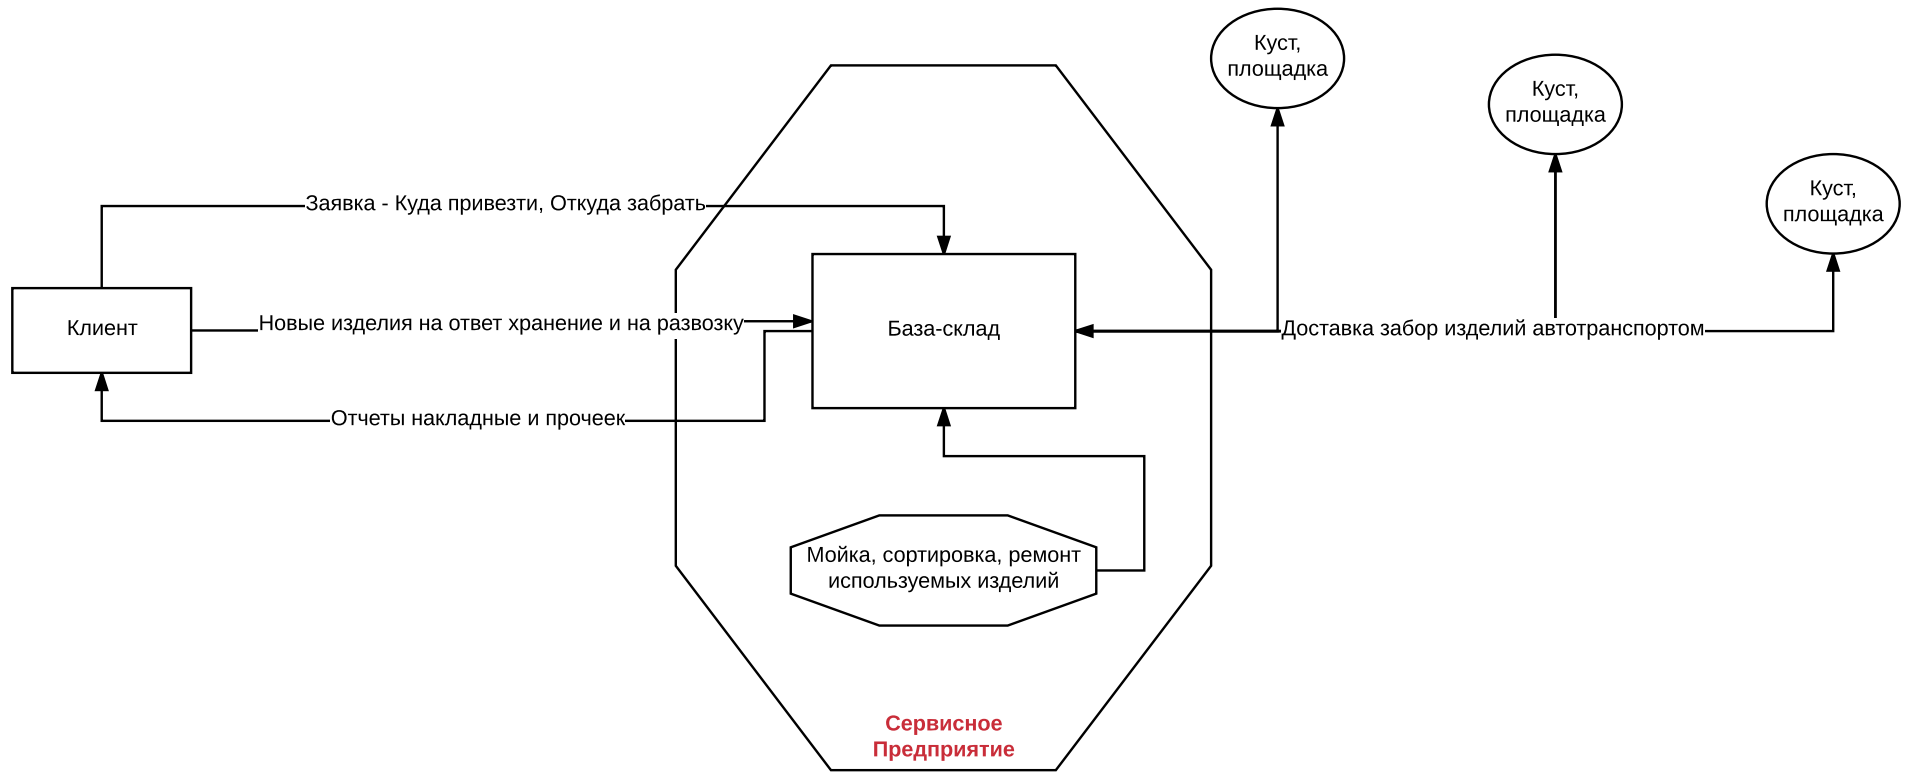 Куст,
площадка
Куст,
площадка
Куст,
площадка
Заявка - Куда привезти, Откуда забрать
Клиент
Новые изделия на ответ хранение и на развозку
База-склад
Доставка забор изделий автотранспортом
Отчеты накладные и прочеек
Мойка, сортировка, ремонт
используемых изделий
Сервисное
Предприятие